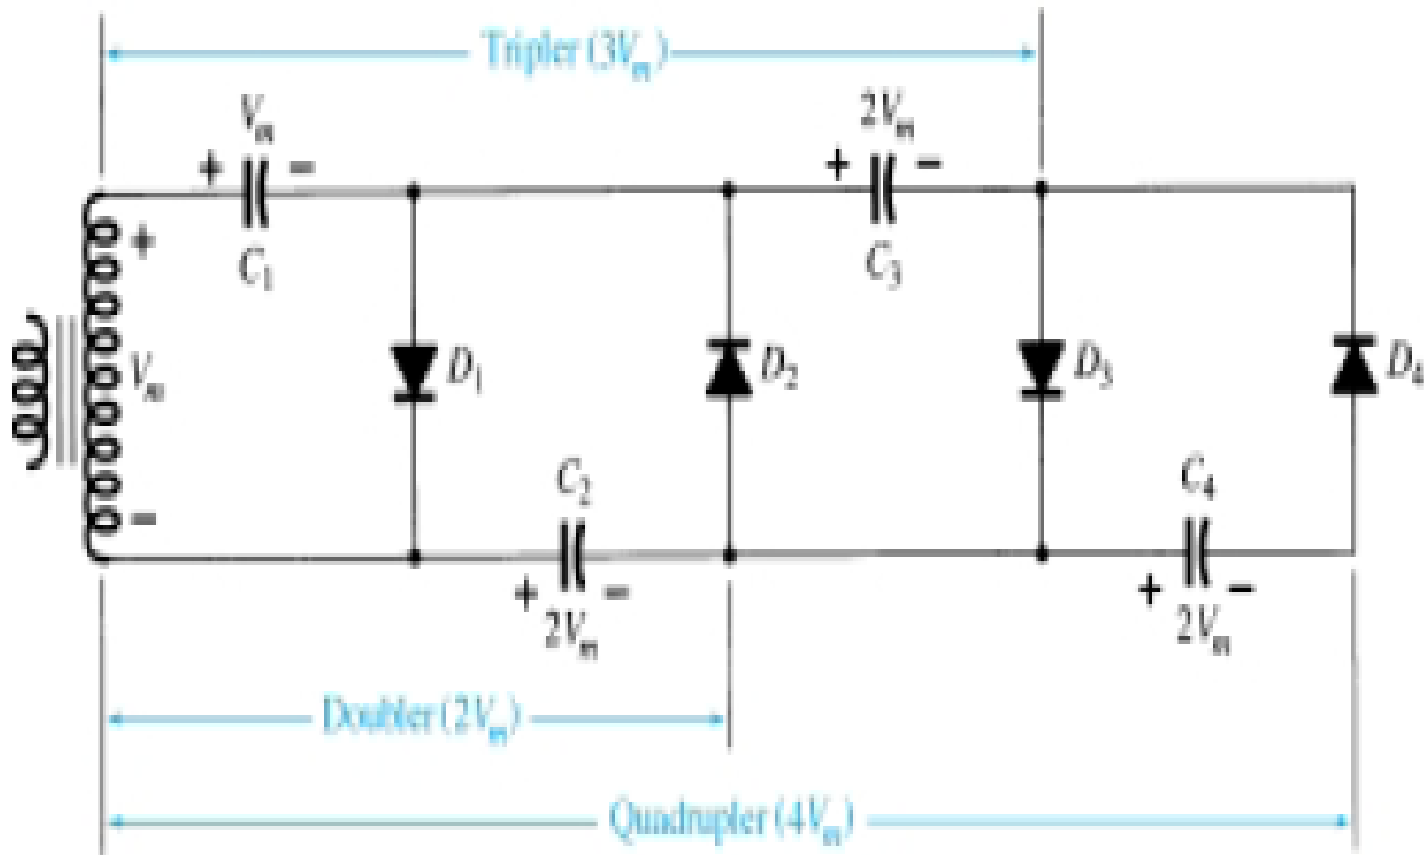 Tripler (3Vm)
Vm
2Vm
+ −
+ −
C1
C3
+
Vm
−
D1
D2
D3
D4
C2
C4
+ −
+ −
2Vm
2Vm
Doubler (2Vm)
Quadrupler (4Vm)